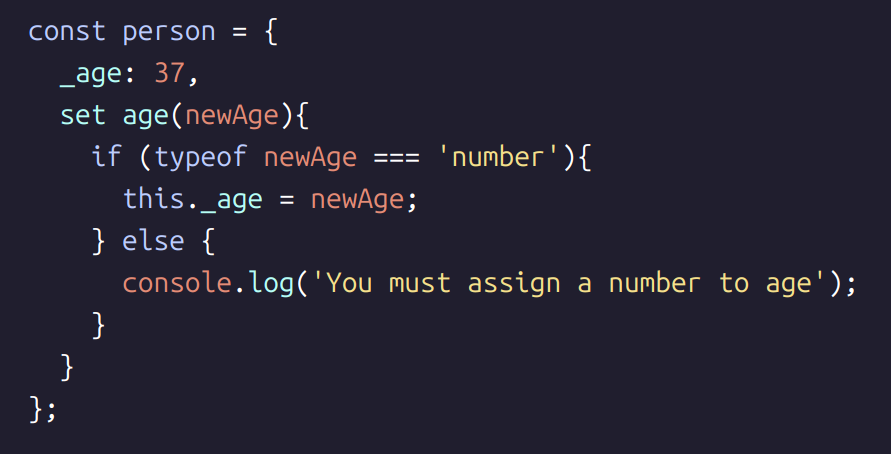 const person = {
  _age: 37,
  set age(newAge){
    if (typeof newAge === 'number'){
      this._age = newAge;
    } else {
      console.log('You must assign a number to age');
    }
  }
};